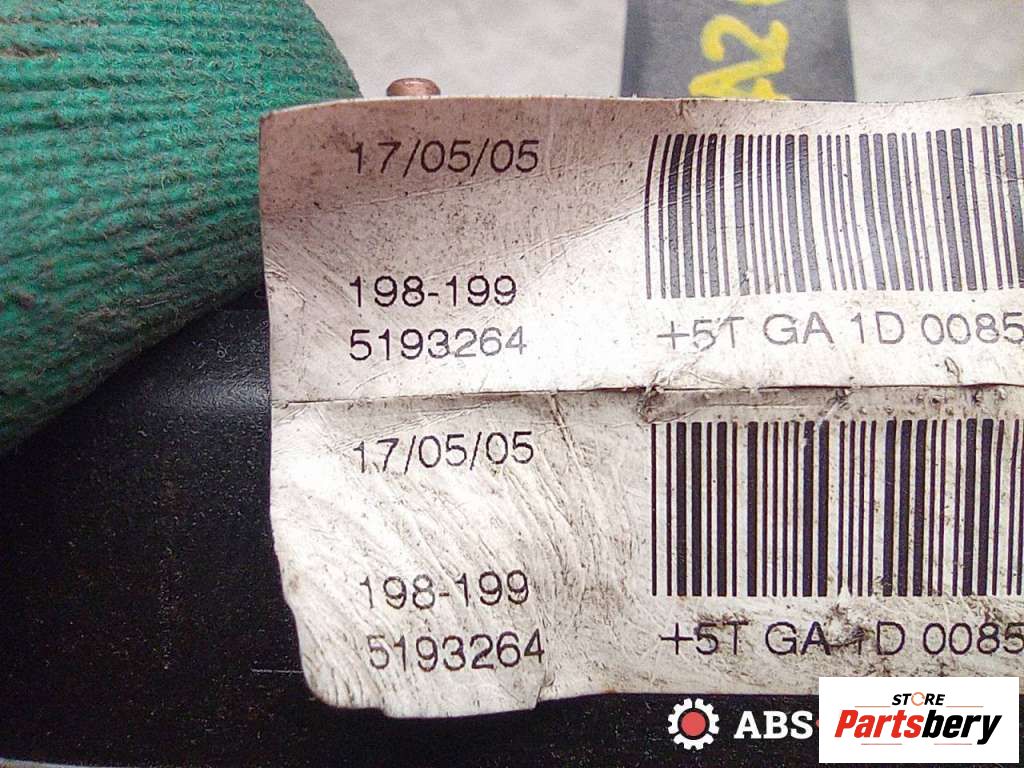 A2
17/05/05
198-199
5193264
+5T GA 1D 0085
17/05/05
198-199
5193264
+5T GA 1D 0085
ABS-
STORE
Partsbery